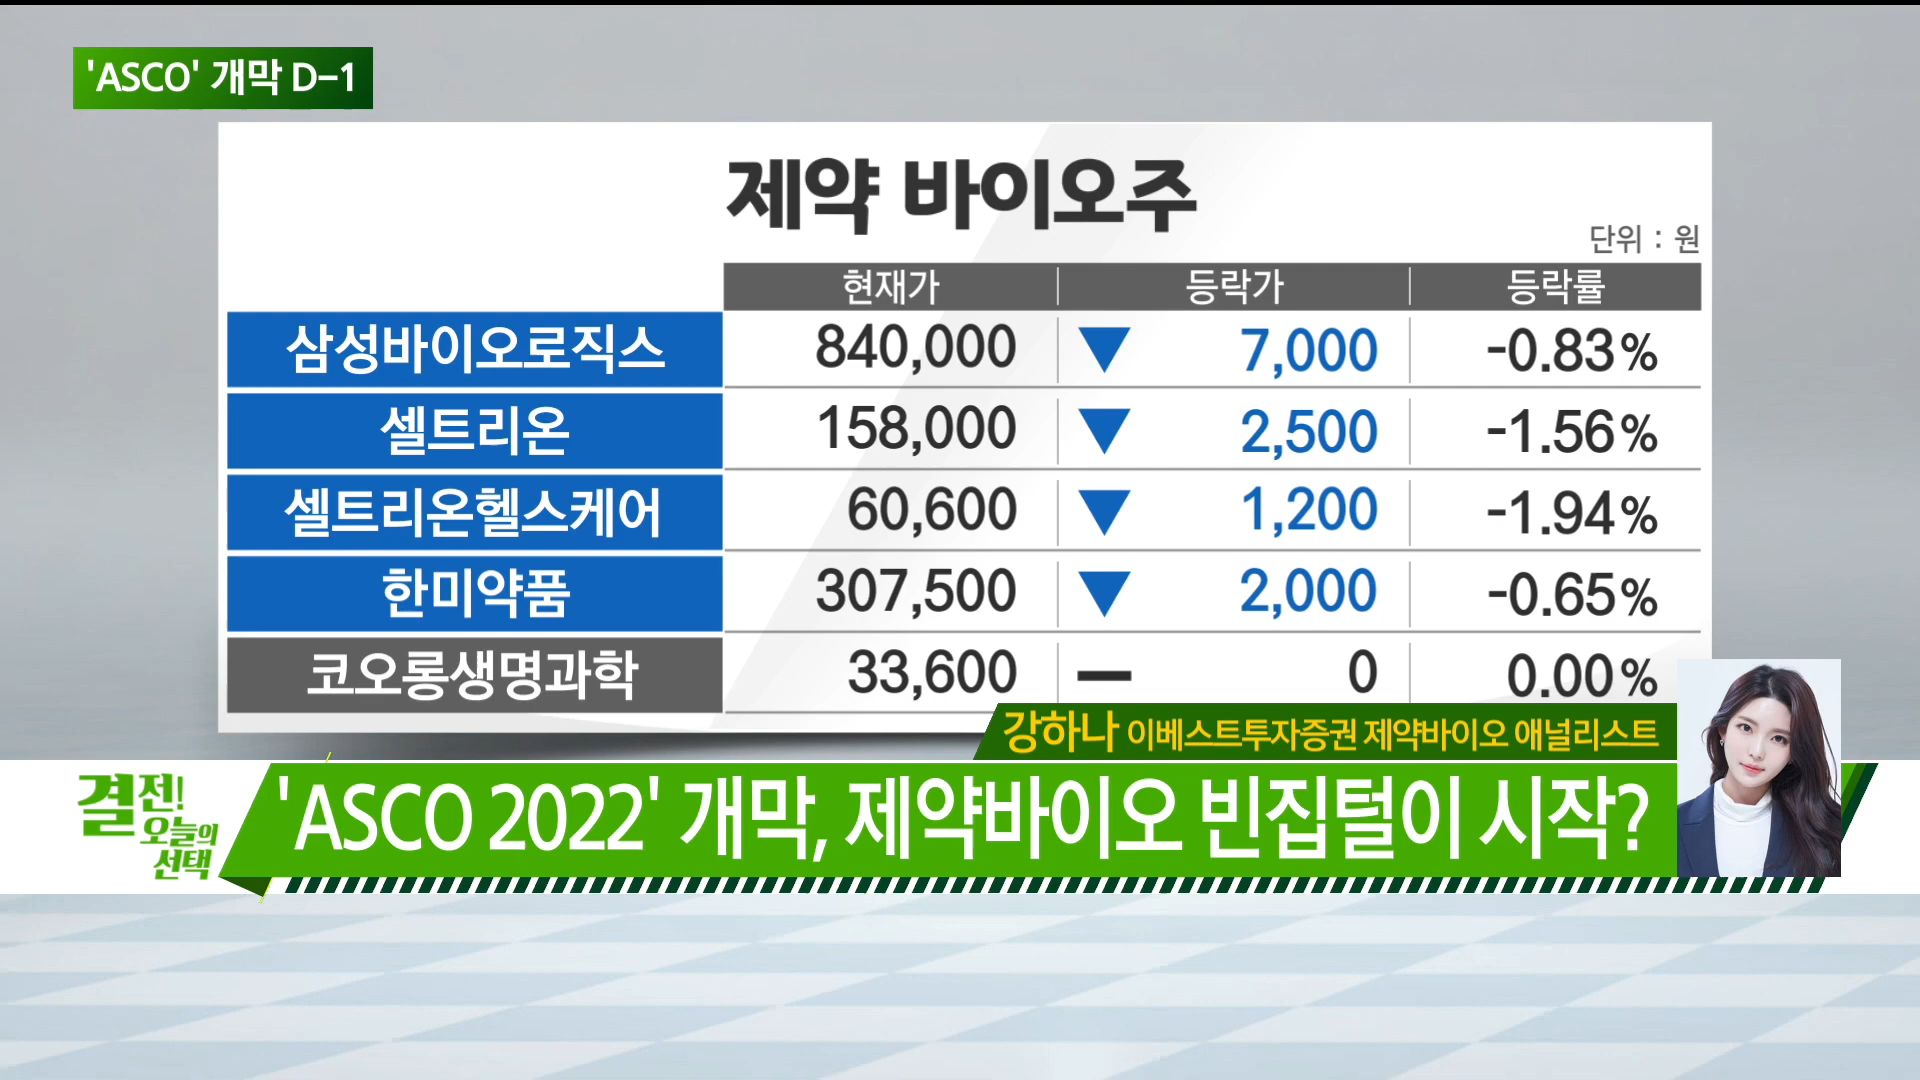 'ASCO' 개막 D-1
제약 바이오주
단위 : 원
현재가 등락가 등락률
삼성바이오로직스 840,000 ▼ 7,000 -0.83%
셀트리온 158,000 ▼ 2,500 -1.56%
셀트리온헬스케어 60,600 ▼ 1,200 -1.94%
한미약품 307,500 ▼ 2,000 -0.65%
코오롱생명과학 33,600 — 0 0.00%
강하나 이베스트투자증권 제약바이오 애널리스트
결전!
오늘의
선택
'ASCO 2022' 개막, 제약바이오 빈집털이 시작?